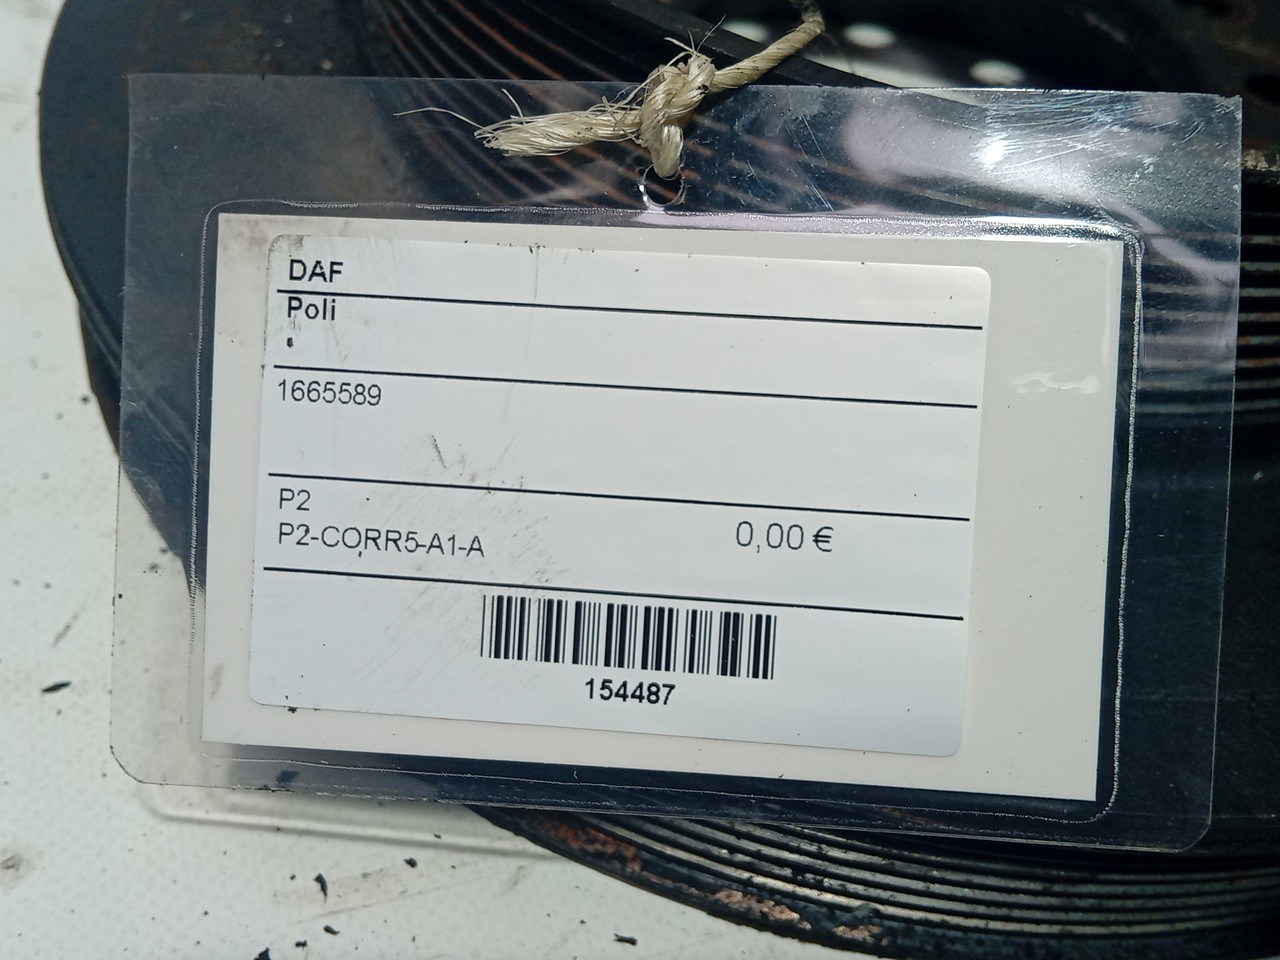 DAF
Poli
1665589
P2
P2-CORR5-A1-A
0,00 €
154487